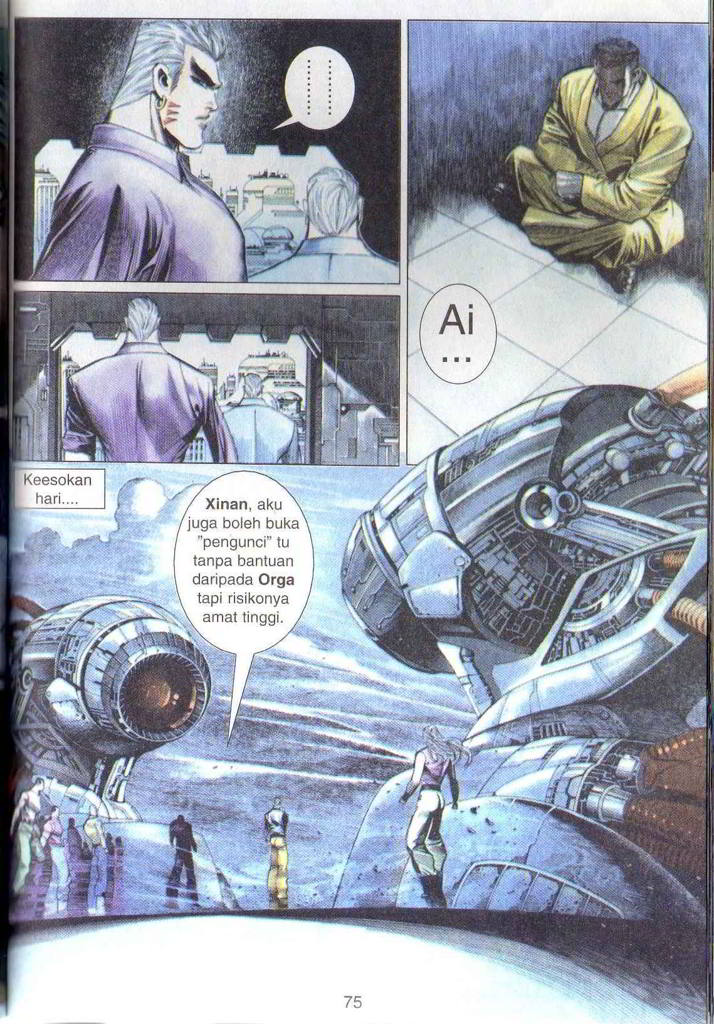 Ai
...
Keesokan
hari....
Xinan, aku
juga boleh buka
"pengunci" tu
tanpa bantuan
daripada Orga
tapi risikonya
amat tinggi.
75